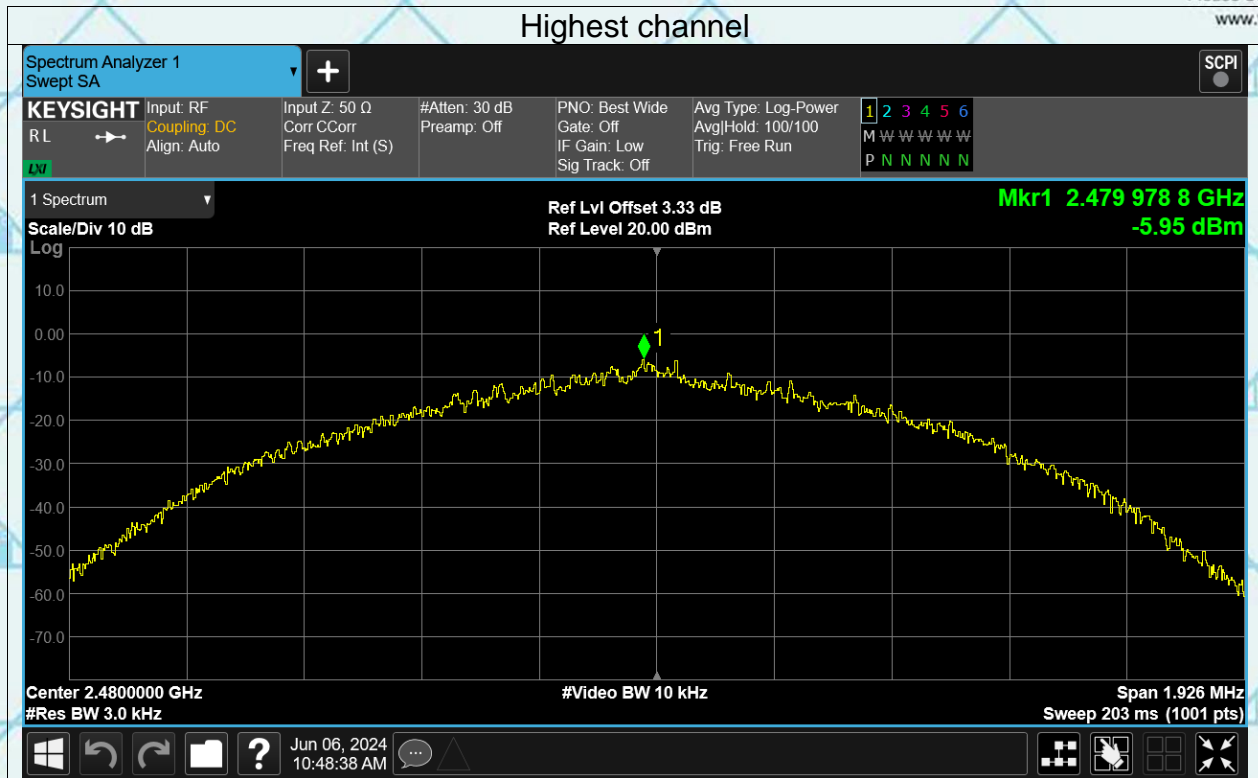 www.
Highest channel
Spectrum Analyzer 1
Swept SA
SCPI
KEYSIGHT
RL
LXI
Input: RF
Coupling: DC
Align: Auto
Input Z: 50 Ω
Corr CCorr
Freq Ref: Int (S)
#Atten: 30 dB
Preamp: Off
PNO: Best Wide
Gate: Off
IF Gain: Low
Sig Track: Off
Avg Type: Log-Power
Avg|Hold: 100/100
Trig: Free Run
1 2 3 4 5 6
M W W W W W
P N N N N N
1 Spectrum
Scale/Div 10 dB
Log
Ref Lvl Offset 3.33 dB
Ref Level 20.00 dBm
Mkr1 2.479 978 8 GHz
-5.95 dBm
10.0
0.00
1
-10.0
-20.0
-30.0
-40.0
-50.0
-60.0
-70.0
Center 2.4800000 GHz
#Res BW 3.0 kHz
#Video BW 10 kHz
Span 1.926 MHz
Sweep 203 ms (1001 pts)
?
Jun 06, 2024
10:48:38 AM